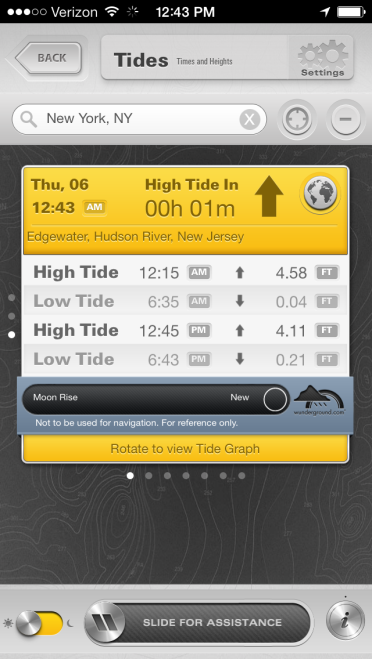 Verizon 12:43 PM
BACK
Tides Times and Heights
Settings
New York, NY
Thu, 06
12:43 AM
High Tide In
00h 01m
Edgewater, Hudson River, New Jersey
High Tide 12:15 AM 4.58 FT
Low Tide 6:35 AM 0.04 FT
High Tide 12:45 PM 4.11 FT
Low Tide 6:43 PM 0.21 FT
Moon Rise New
wunderground.com
Not to be used for navigation. For reference only.
Rotate to view Tide Graph
SLIDE FOR ASSISTANCE
i